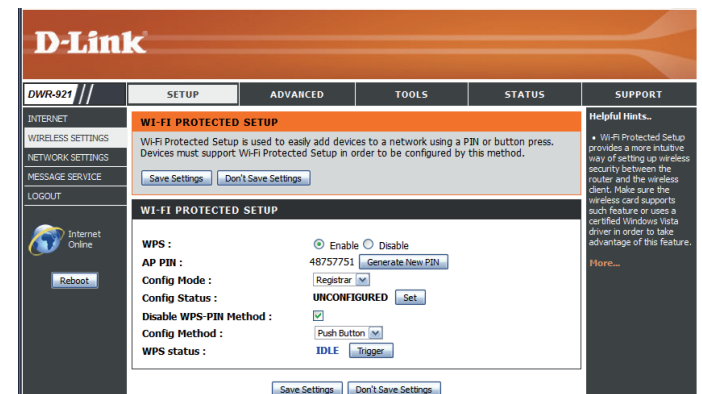 D-Link
DWR-921 // SETUP ADVANCED TOOLS STATUS SUPPORT
INTERNET
WIRELESS SETTINGS
NETWORK SETTINGS
MESSAGE SERVICE
LOGOUT
Internet
Online
Reboot
WI-FI PROTECTED SETUP
Wi-Fi Protected Setup is used to easily add devices to a network using a PIN or button press.
Devices must support Wi-Fi Protected Setup in order to be configured by this method.
Save Settings Don't Save Settings
WI-FI PROTECTED SETUP
WPS : Enable Disable
AP PIN : 48757751 Generate New PIN
Config Mode : Registrar
Config Status : UNCONFIGURED Set
Disable WPS-PIN Method :
Config Method : Push Button
WPS status : IDLE Trigger
Save Settings Don't Save Settings
Helpful Hints..
• Wi-Fi Protected Setup
provides a more intuitive
way of setting up wireless
security between the
router and the wireless
client. Make sure the
wireless card supports
such feature or uses a
certified Windows Vista
driver in order to take
advantage of this feature.
More...